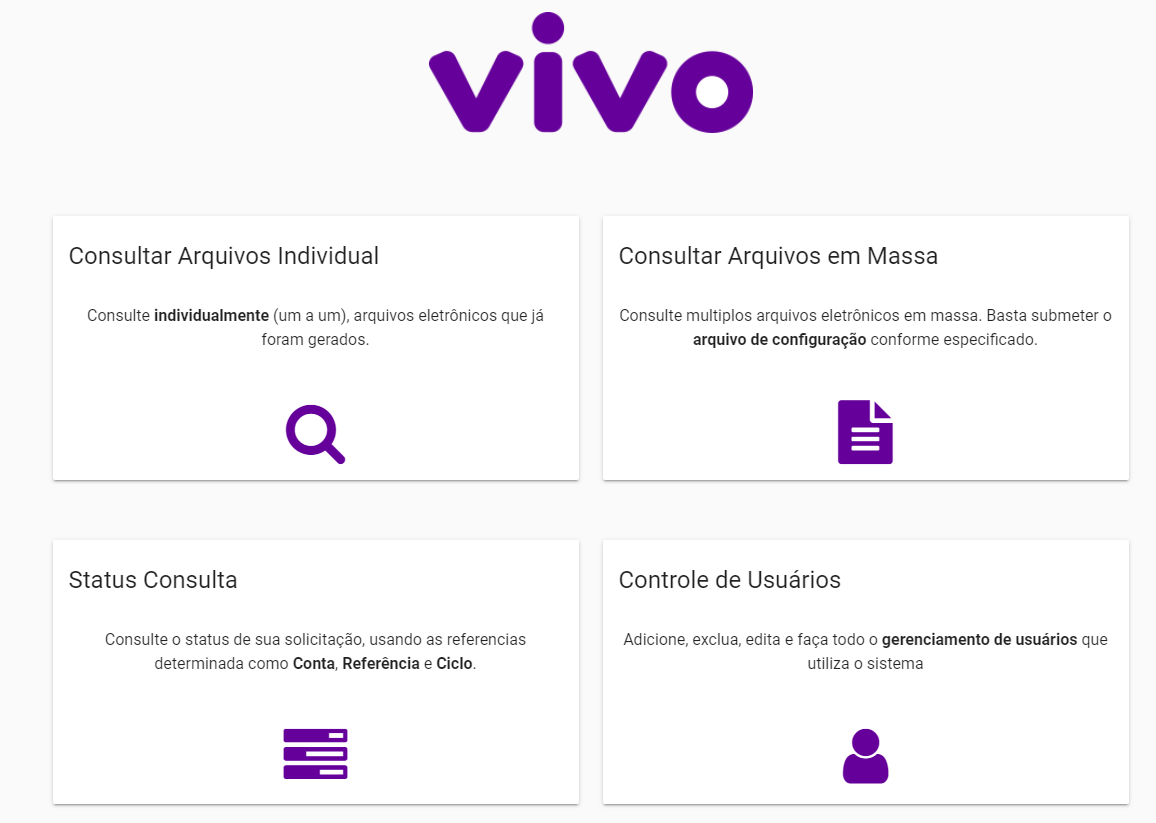 vivo
Consultar Arquivos Individual
Consulte individualmente (um a um), arquivos eletrônicos que já
foram gerados.
Consultar Arquivos em Massa
Consulte multiplos arquivos eletrônicos em massa. Basta submeter o
arquivo de configuração conforme especificado.
Status Consulta
Consulte o status de sua solicitação, usando as referencias
determinada como Conta, Referência e Ciclo.
Controle de Usuários
Adicione, exclua, edita e faça todo o gerenciamento de usuários que
utiliza o sistema